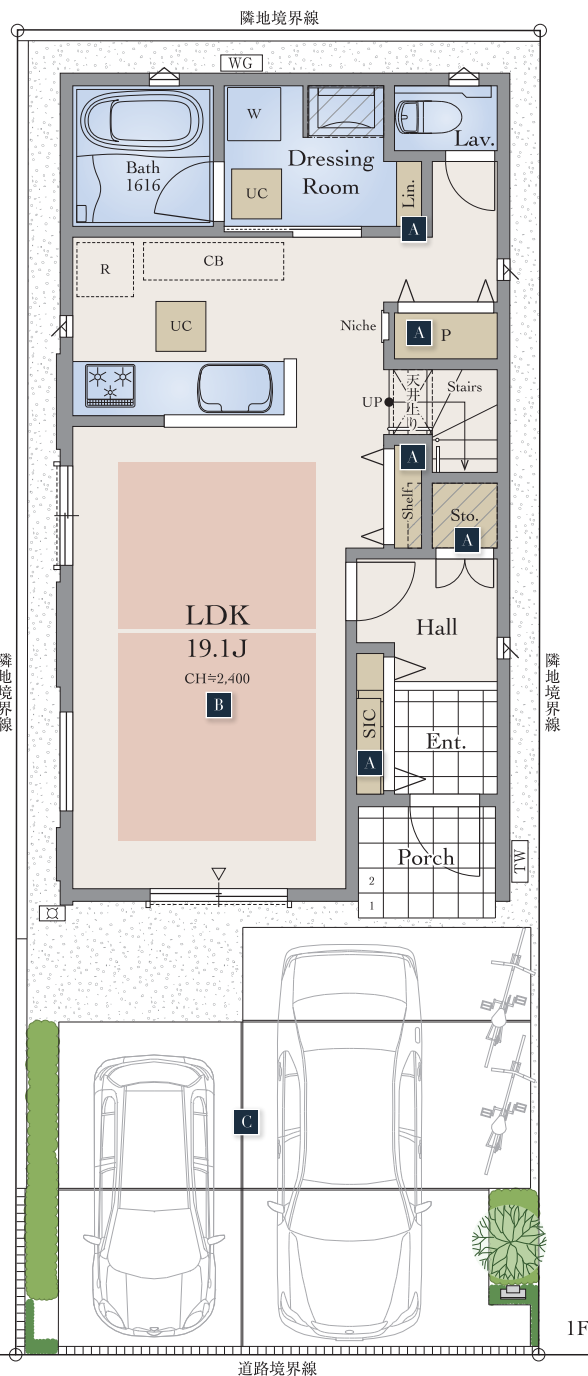 隣地境界線
WG
W
Dressing
Room
UC
Bath
1616
Lav.
Lin.
A
R
CB
UC
Niche
A
P
UP
天井下り
Stairs
A
Shelf
Sto.
A
LDK
19.1J
CH≒2,400
B
Hall
隣地境界線
隣地境界線
SIC
A
Ent.
Porch
2
1
TW
C
1F
道路境界線